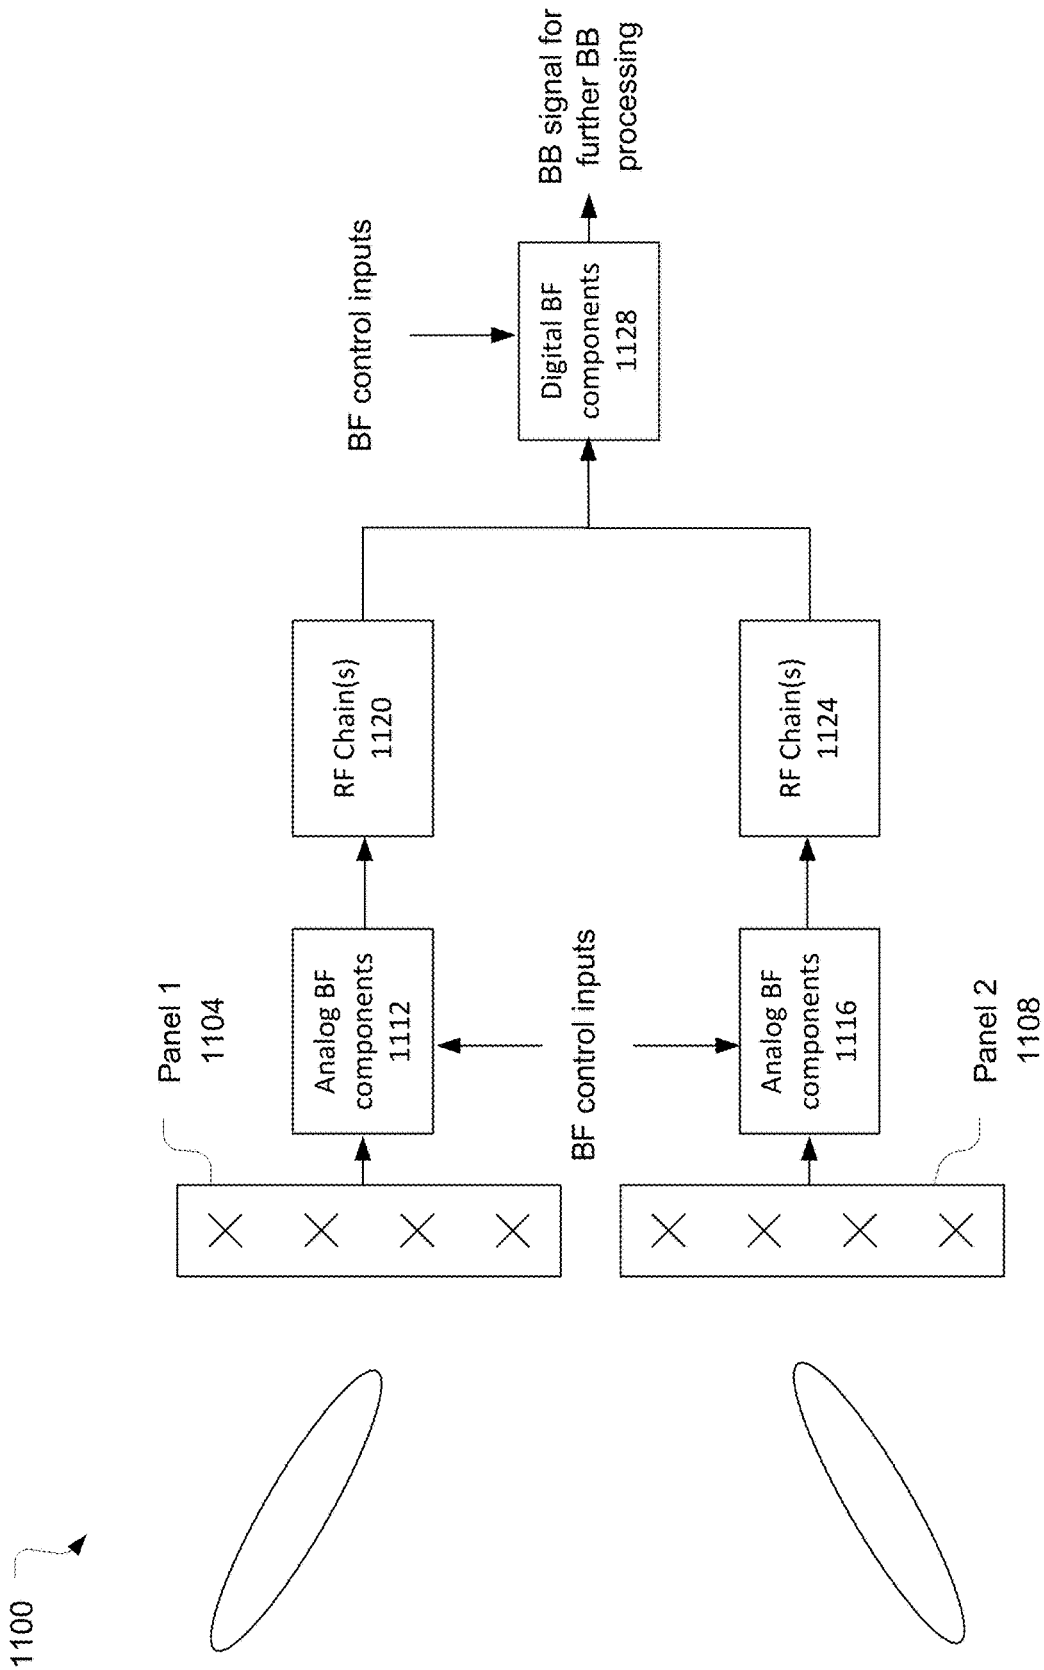 1100
Panel 1
1104
Analog BF
components
1112
RF Chain(s)
1120
BF control inputs
BF control inputs
Digital BF
components
1128
BB signal for
further BB
processing
Analog BF
components
1116
RF Chain(s)
1124
Panel 2
1108